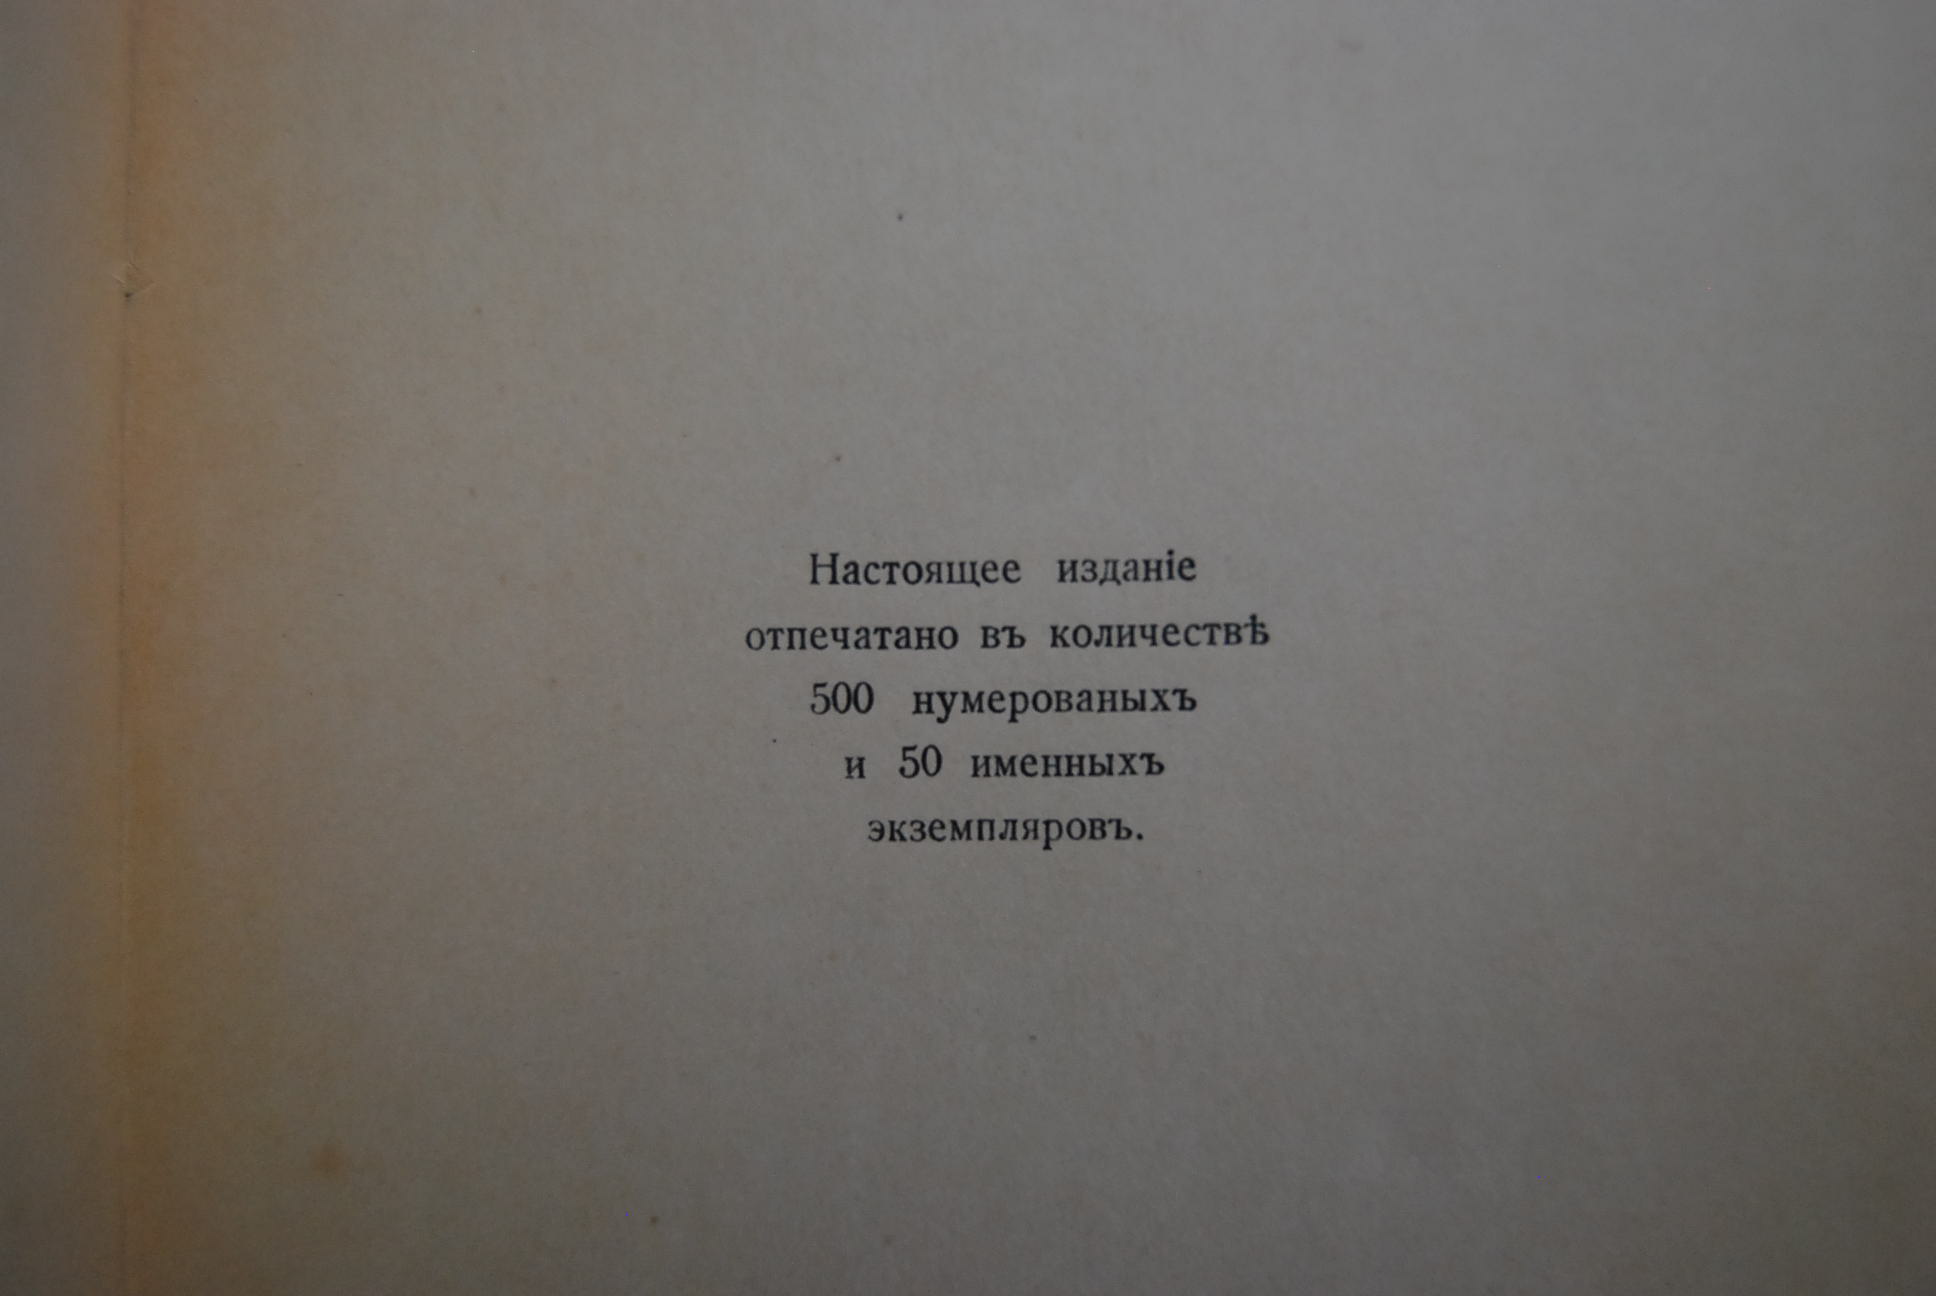 Настоящее изданіе
отпечатано въ количествѣ
500 нумерованыхъ
и 50 именныхъ
экземпляровъ.